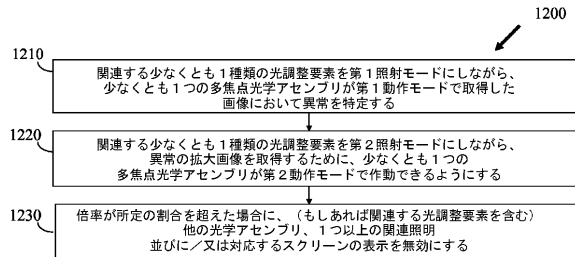 1200
1210
関連する少なくとも1種類の光調整要素を第1照射モードにしながら、
少なくとも1つの多焦点光学アセンブリが第1動作モードで取得した
画像において異常を特定する
1220
関連する少なくとも1種類の光調整要素を第2照射モードにしながら、
異常の拡大画像を取得するために、少なくとも1つの
多焦点光学アセンブリが第2動作モードで作動できるようにする
1230
倍率が所定の割合を超えた場合に、（もしあれば関連する光調整要素を含む）
他の光学アセンブリ、1つ以上の関連照明
並びに／又は対応するスクリーンの表示を無効にする